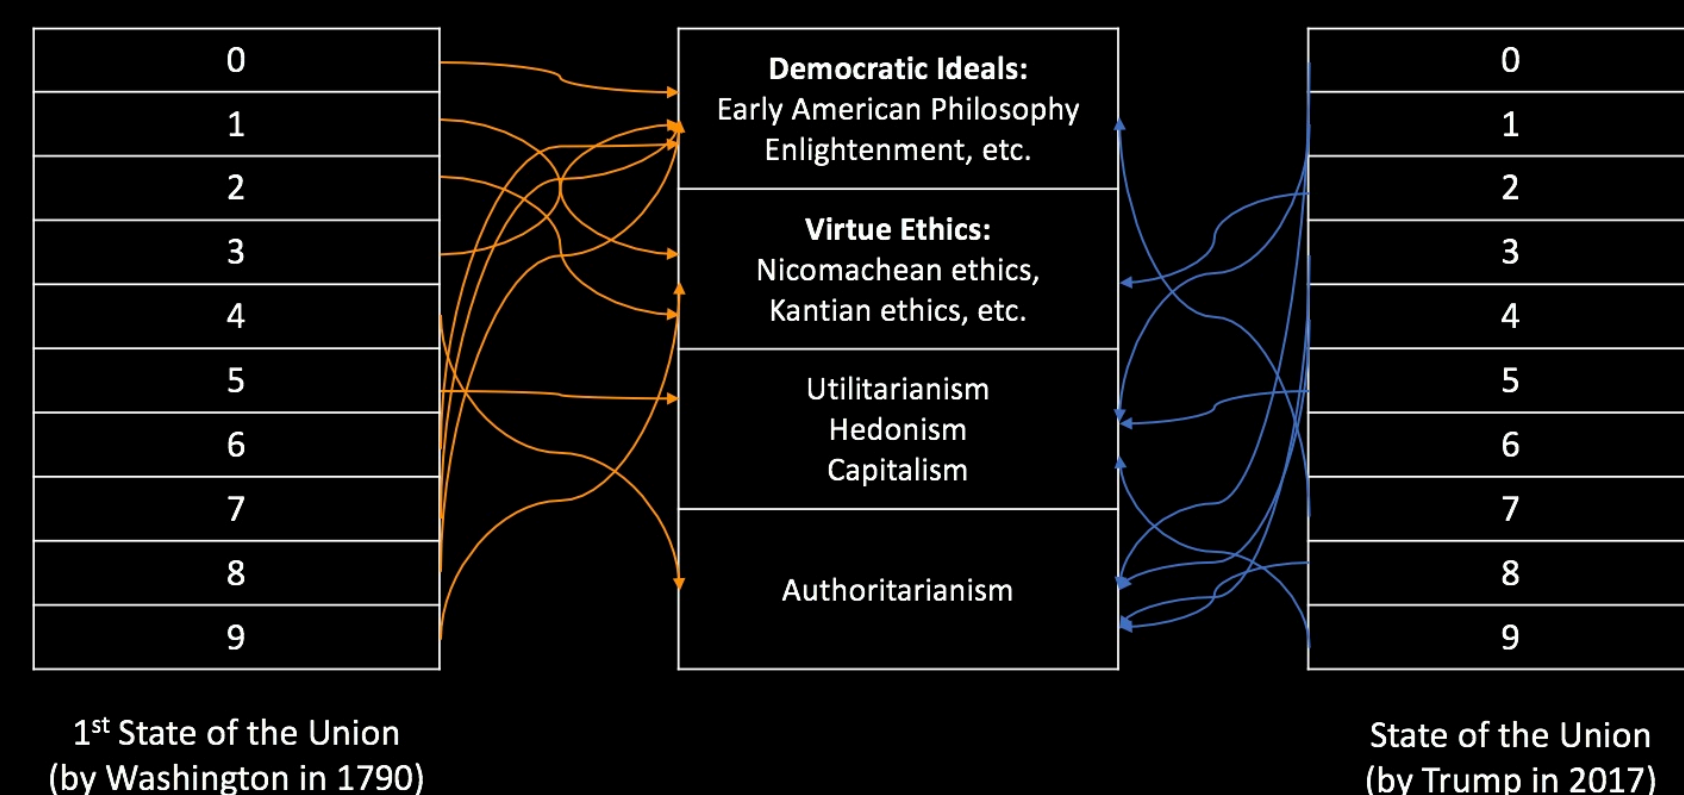 0
1
2
3
4
5
6
7
8
9
1st State of the Union
(by Washington in 1790)
Democratic Ideals:
Early American Philosophy
Enlightenment, etc.
Virtue Ethics:
Nicomachean ethics,
Kantian ethics, etc.
Utilitarianism
Hedonism
Capitalism
Authoritarianism
0
1
2
3
4
5
6
7
8
9
State of the Union
(by Trump in 2017)